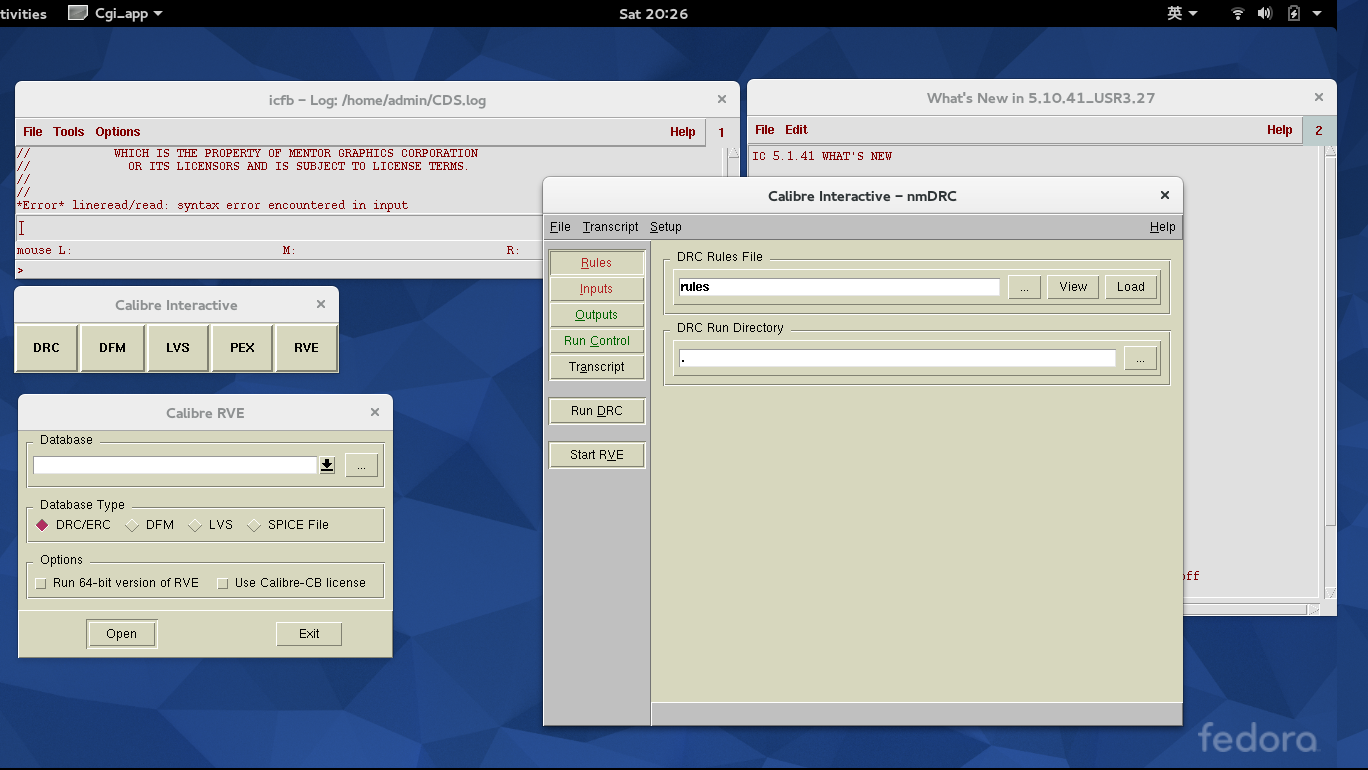 tivities
Cgi_app
Sat 20:26
英
icfb – Log: /home/admin/CDS.log
File Tools Options Help 1
// WHICH IS THE PROPERTY OF MENTOR GRAPHICS CORPORATION
// OR ITS LICENSORS AND IS SUBJECT TO LICENSE TERMS.
//
//
*Error* lineread/read: syntax error encountered in input
mouse L: M: R:
>
What's New in 5.10.41_USR3.27
File Edit Help 2
IC 5.1.41 WHAT'S NEW
off
Calibre Interactive
DRC DFM LVS PEX RVE
Calibre RVE
Database
...
Database Type
DRC/ERC DFM LVS SPICE File
Options
Run 64-bit version of RVE Use Calibre-CB license
Open Exit
Calibre Interactive – nmDRC
File Transcript Setup Help
Rules
Inputs
Outputs
Run Control
Transcript
Run DRC
Start RVE
DRC Rules File
rules ... View Load
DRC Run Directory
. ...
fedora